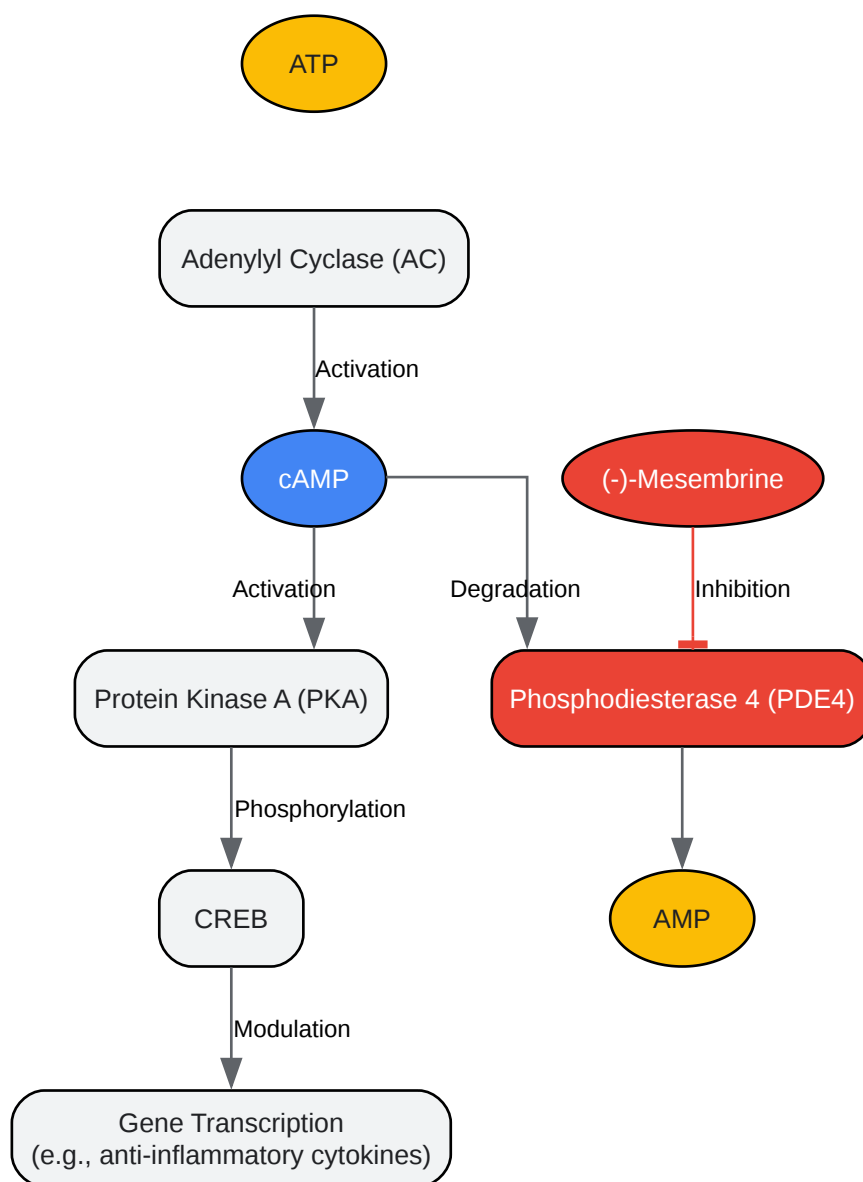 ATP
Adenylyl Cyclase (AC)
Activation
cAMP
(-)-Mesembrine
Activation
Degradation
Inhibition
Protein Kinase A (PKA)
Phosphodiesterase 4 (PDE4)
Phosphorylation
CREB
AMP
Modulation
Gene Transcription
(e.g., anti-inflammatory cytokines)